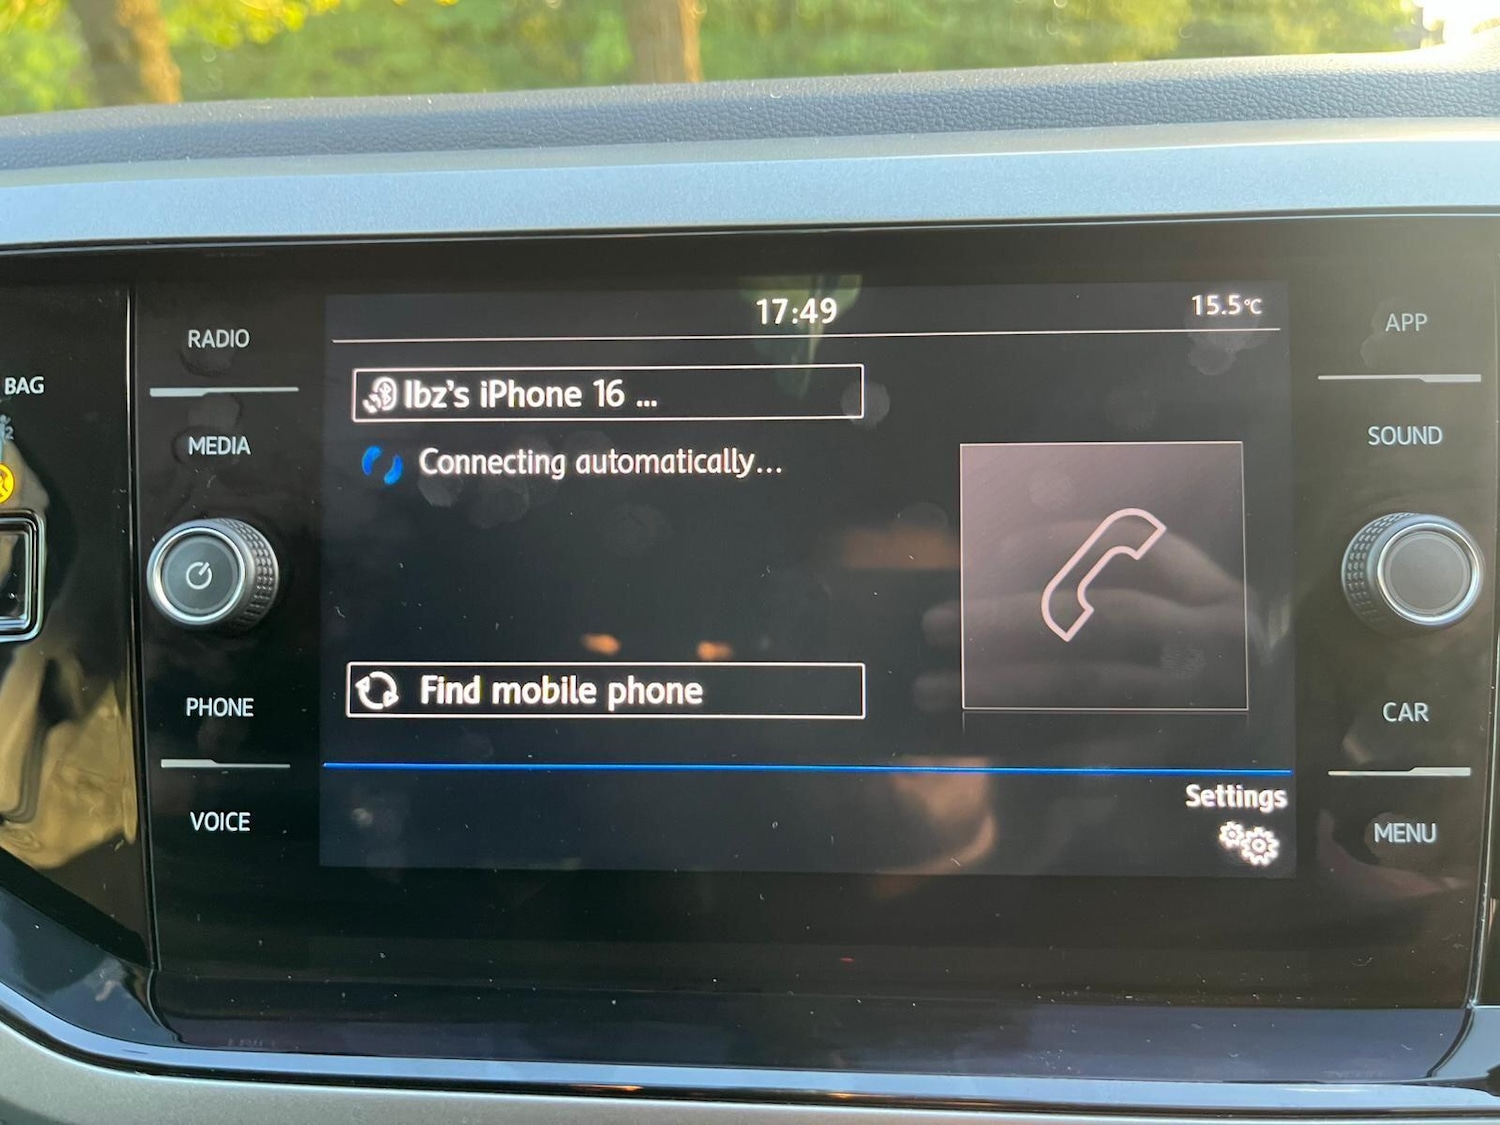 17:49
15.5°C
RADIO
APP
BAG
Ibz's iPhone 16 ...
MEDIA
SOUND
Connecting automatically...
PHONE
Find mobile phone
CAR
VOICE
Settings
MENU